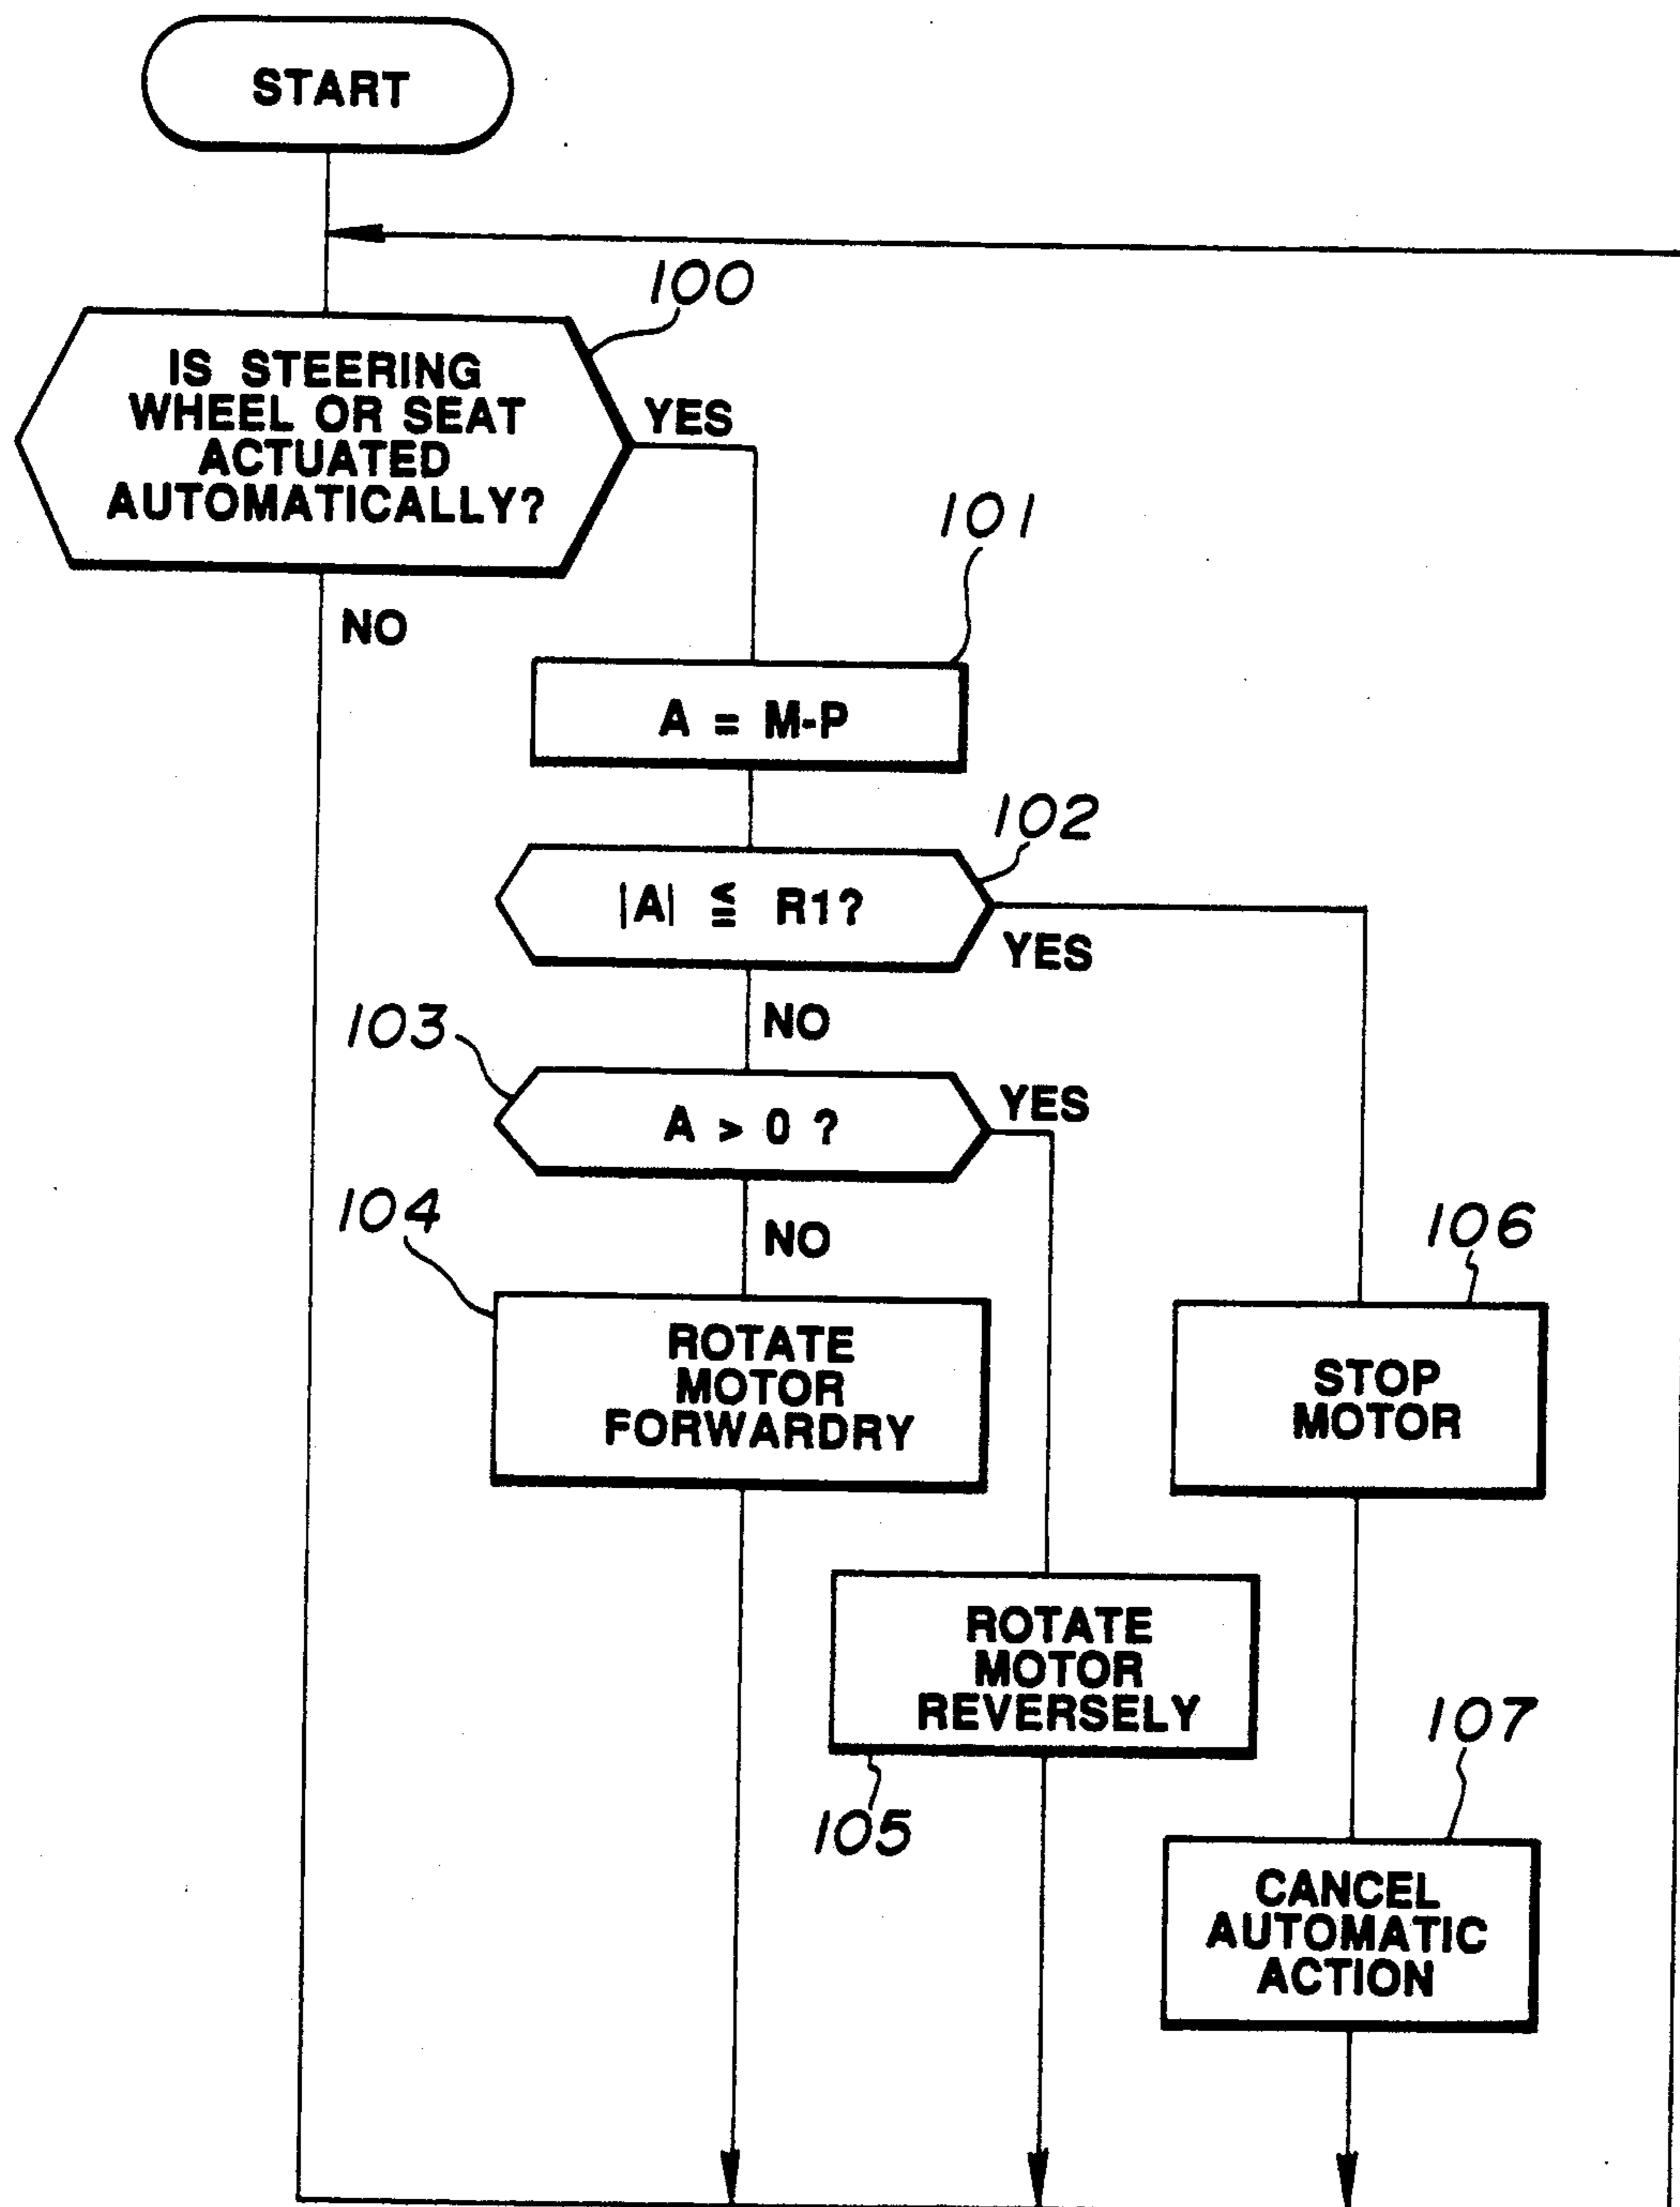 START
100
IS STEERING
WHEEL OR SEAT
ACTUATED
AUTOMATICALLY?
YES
NO
101
A = M-P
102
|A| ≦ R1?
YES
NO
103
A > 0 ?
YES
NO
104
ROTATE
MOTOR
FORWARDRY
106
STOP
MOTOR
ROTATE
MOTOR
REVERSELY
105
107
CANCEL
AUTOMATIC
ACTION